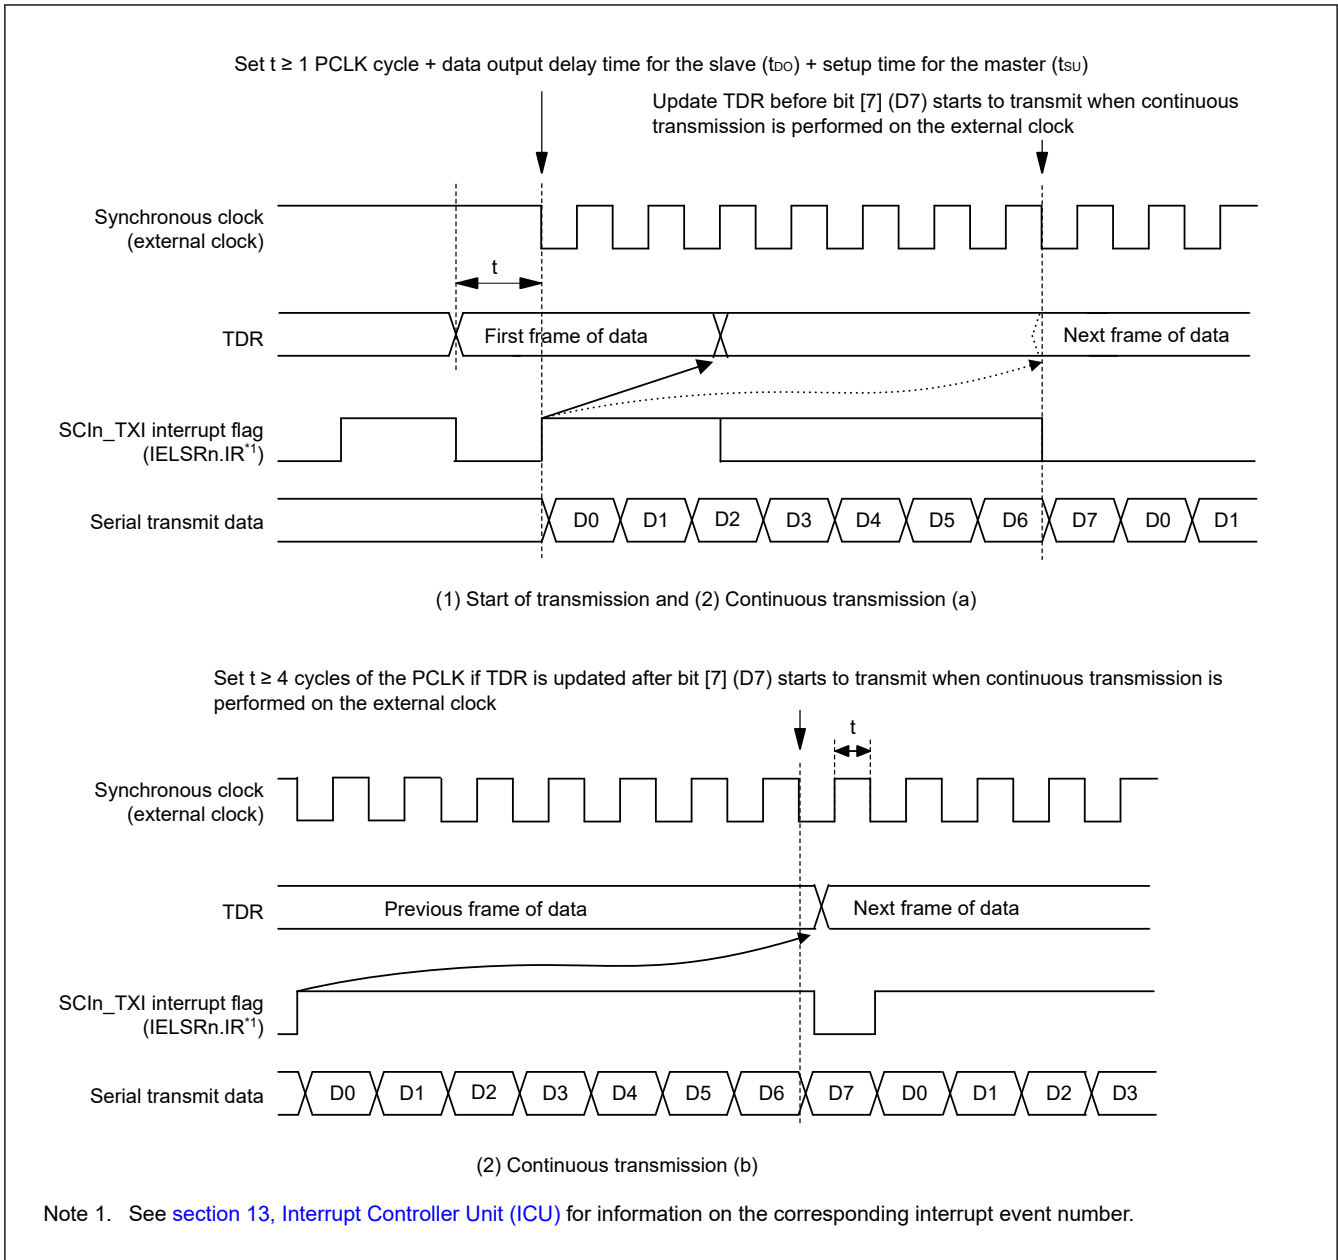 Set t ≥ 1 PCLK cycle + data output delay time for the slave (tDO) + setup time for the master (tSU)
Update TDR before bit [7] (D7) starts to transmit when continuous
transmission is performed on the external clock
Synchronous clock
(external clock)
t
TDR
First frame of data
Next frame of data
SCIn_TXI interrupt flag
(IELSRn.IR*1)
Serial transmit data
D0 D1 D2 D3 D4 D5 D6 D7 D0 D1
(1) Start of transmission and (2) Continuous transmission (a)
Set t ≥ 4 cycles of the PCLK if TDR is updated after bit [7] (D7) starts to transmit when continuous transmission is
performed on the external clock
t
Synchronous clock
(external clock)
TDR
Previous frame of data
Next frame of data
SCIn_TXI interrupt flag
(IELSRn.IR*1)
Serial transmit data
D0 D1 D2 D3 D4 D5 D6 D7 D0 D1 D2 D3
(2) Continuous transmission (b)
Note 1. See section 13, Interrupt Controller Unit (ICU) for information on the corresponding interrupt event number.